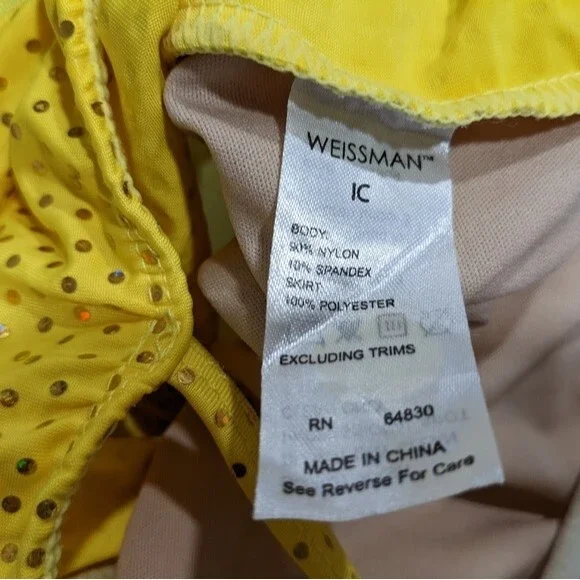 WEISSMAN™
IC
BODY:
90% NYLON
10% SPANDEX
SKIRT:
100% POLYESTER
EXCLUDING TRIMS
RN 64830
MADE IN CHINA
See Reverse For Care